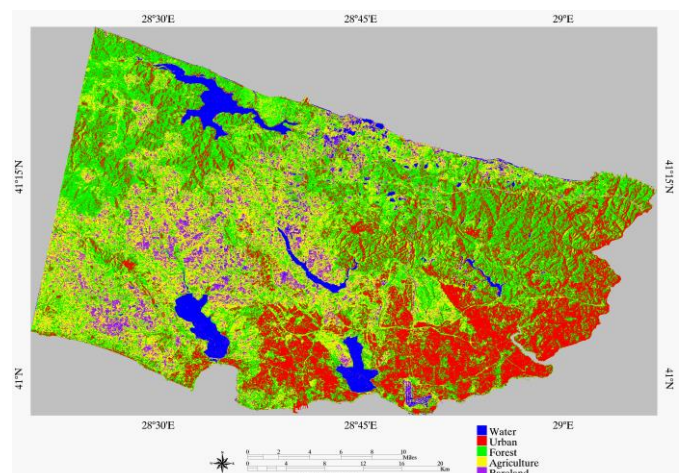 28°30'E 28°45'E 29°E
41°15'N 41°15'N
41°N 41°N
28°30'E 28°45'E 29°E
Water
Urban
Forest
Agriculture
Bareland
0 2 4 6 8 10
Miles
0 4 8 12 16 20
Km